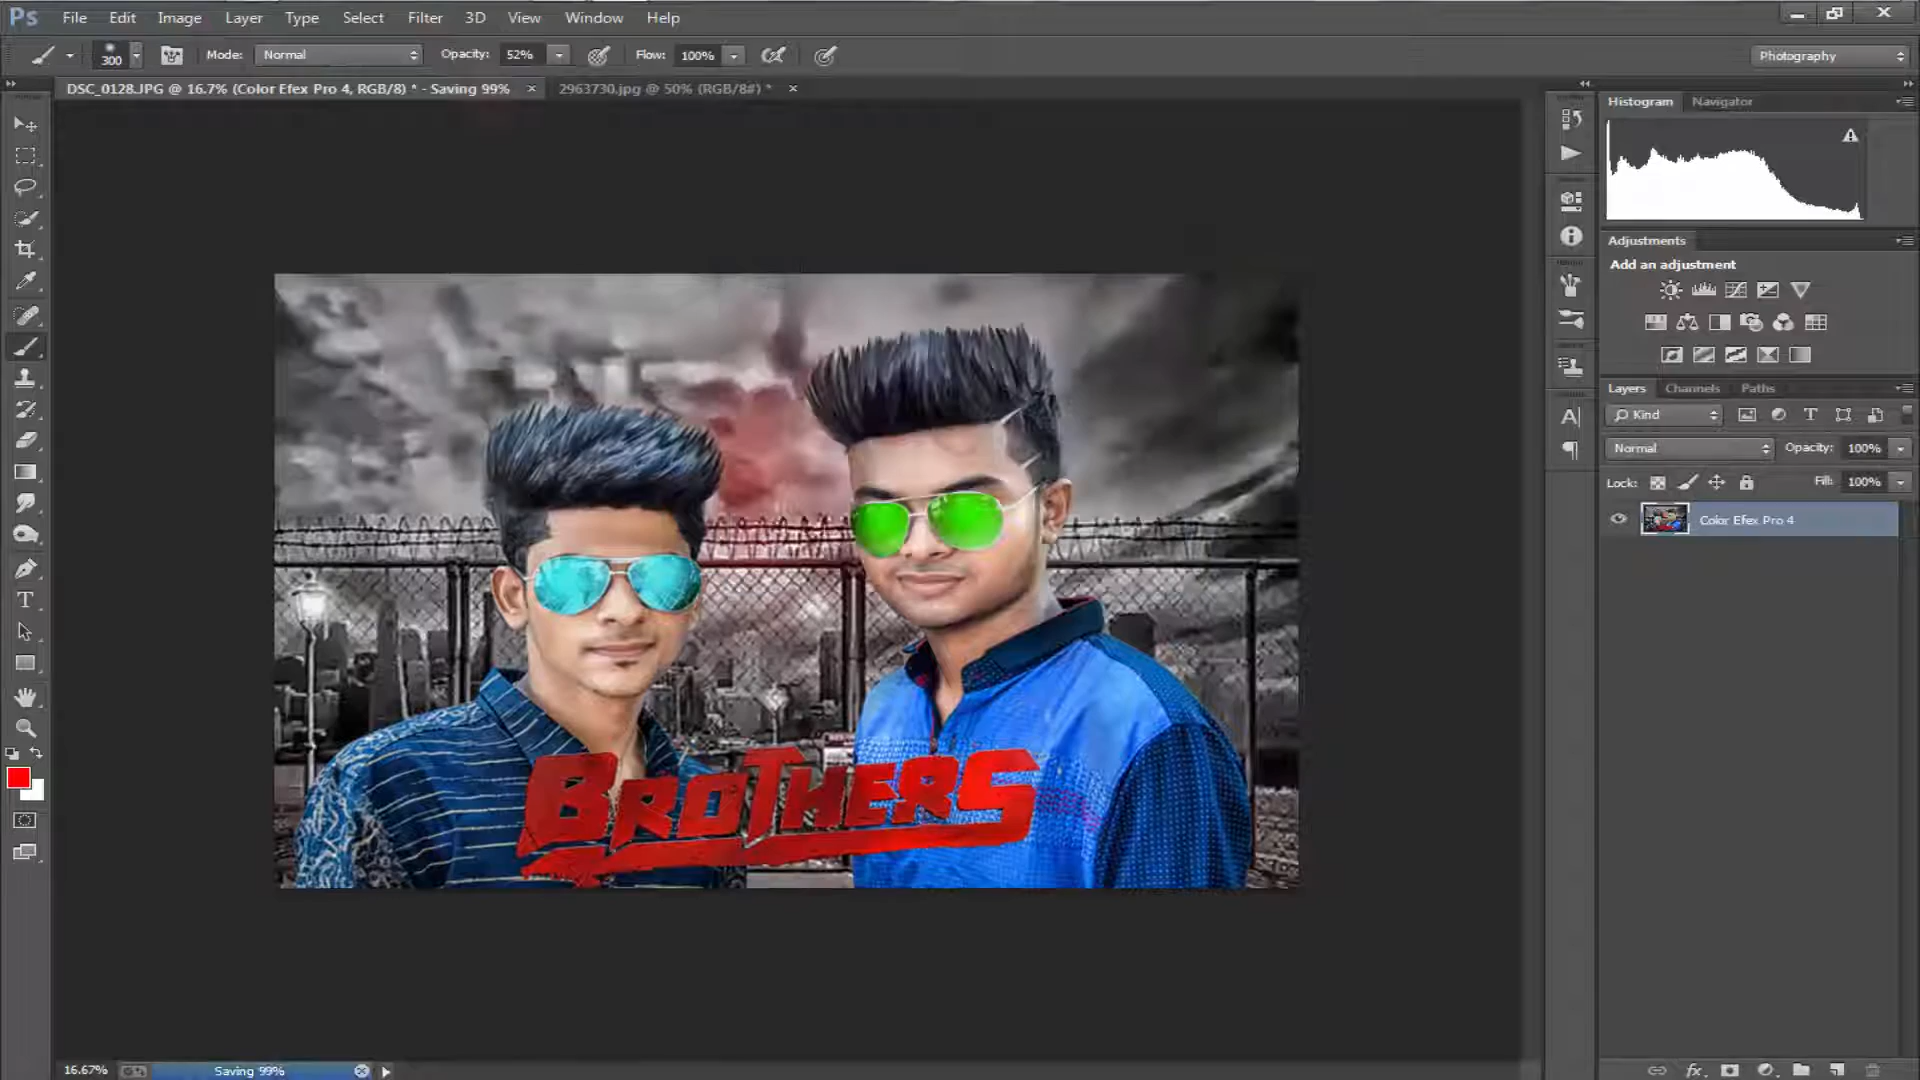 Ps File Edit Image Layer Type Select Filter 3D View Window Help
300 Mode: Normal Opacity: 52% Flow: 100% Photography
DSC_0128.JPG @ 16.7% (Color Efex Pro 4, RGB/8) * - Saving 99% × 2963730.jpg @ 50% (RGB/8#) * ×
Histogram Navigator
Adjustments
Add an adjustment
Layers Channels Paths
Kind
Normal Opacity: 100%
Lock: Fill: 100%
Color Efex Pro 4
BROTHERS
16.67% Saving 99%